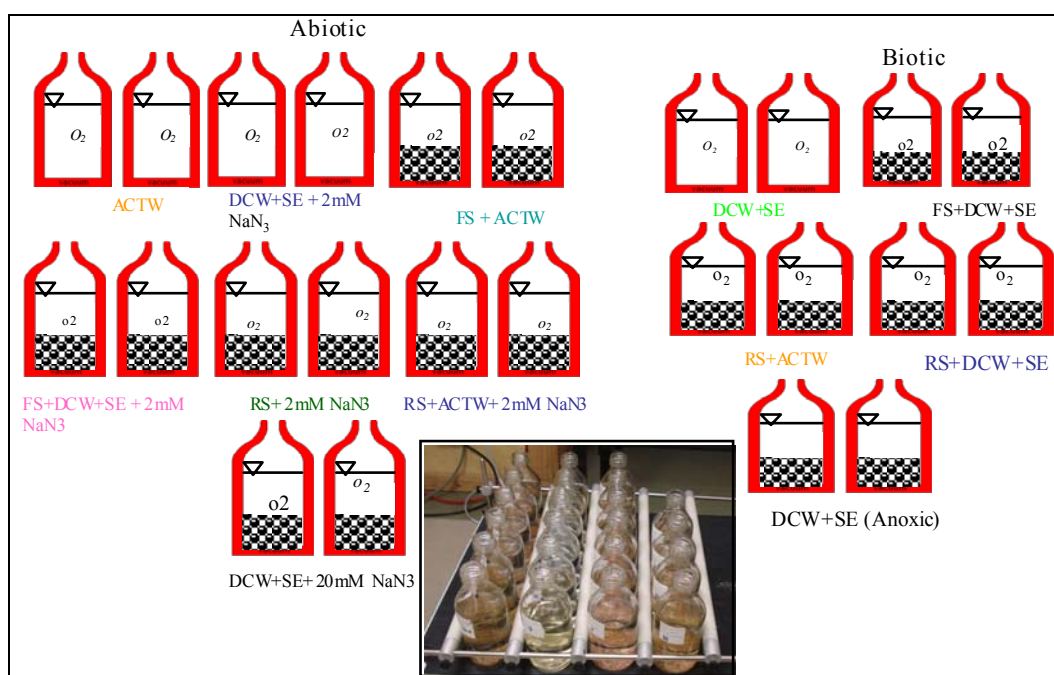 Abiotic
Biotic
O₂ O₂ O₂ o2 o2 o2
vacuum vacuum
ACTW
DCW+SE + 2mM
NaN₃
FS + ACTW
O₂ O₂ o2 o2
DCW+SE
FS+DCW+SE
o2 o2 o₂ o2 o₂ o₂
FS+DCW+SE + 2mM
NaN3
RS+ 2mM NaN3
RS+ACTW+ 2mM NaN3
o₂ o₂ o₂ o₂
RS+ACTW
RS+DCW+SE
o2 o₂
DCW+SE+20mM NaN3
DCW+SE (Anoxic)